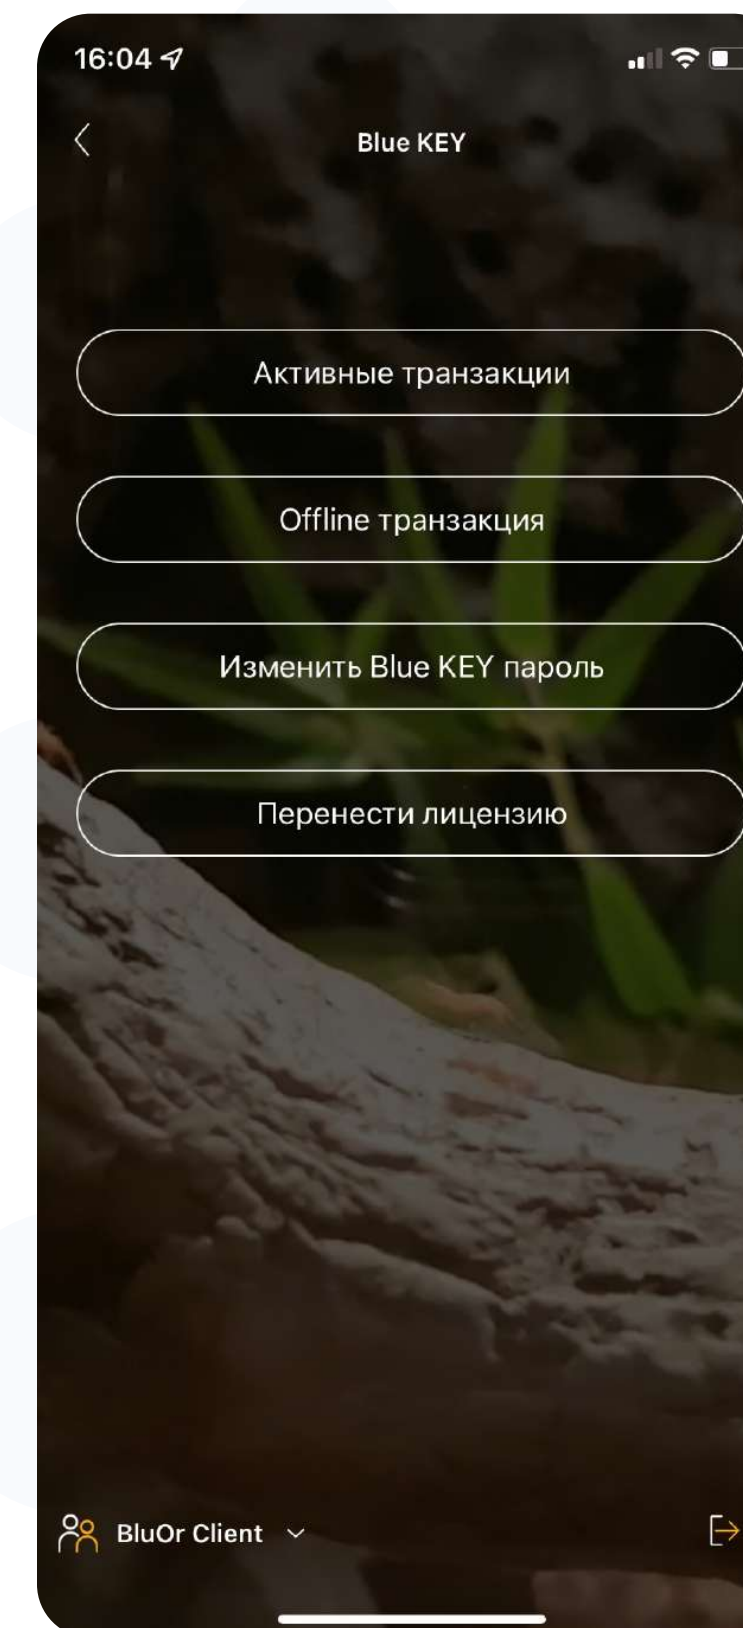 16:04
Blue KEY
Активные транзакции
Offline транзакция
Изменить Blue KEY пароль
Перенести лицензию
BluOr Client